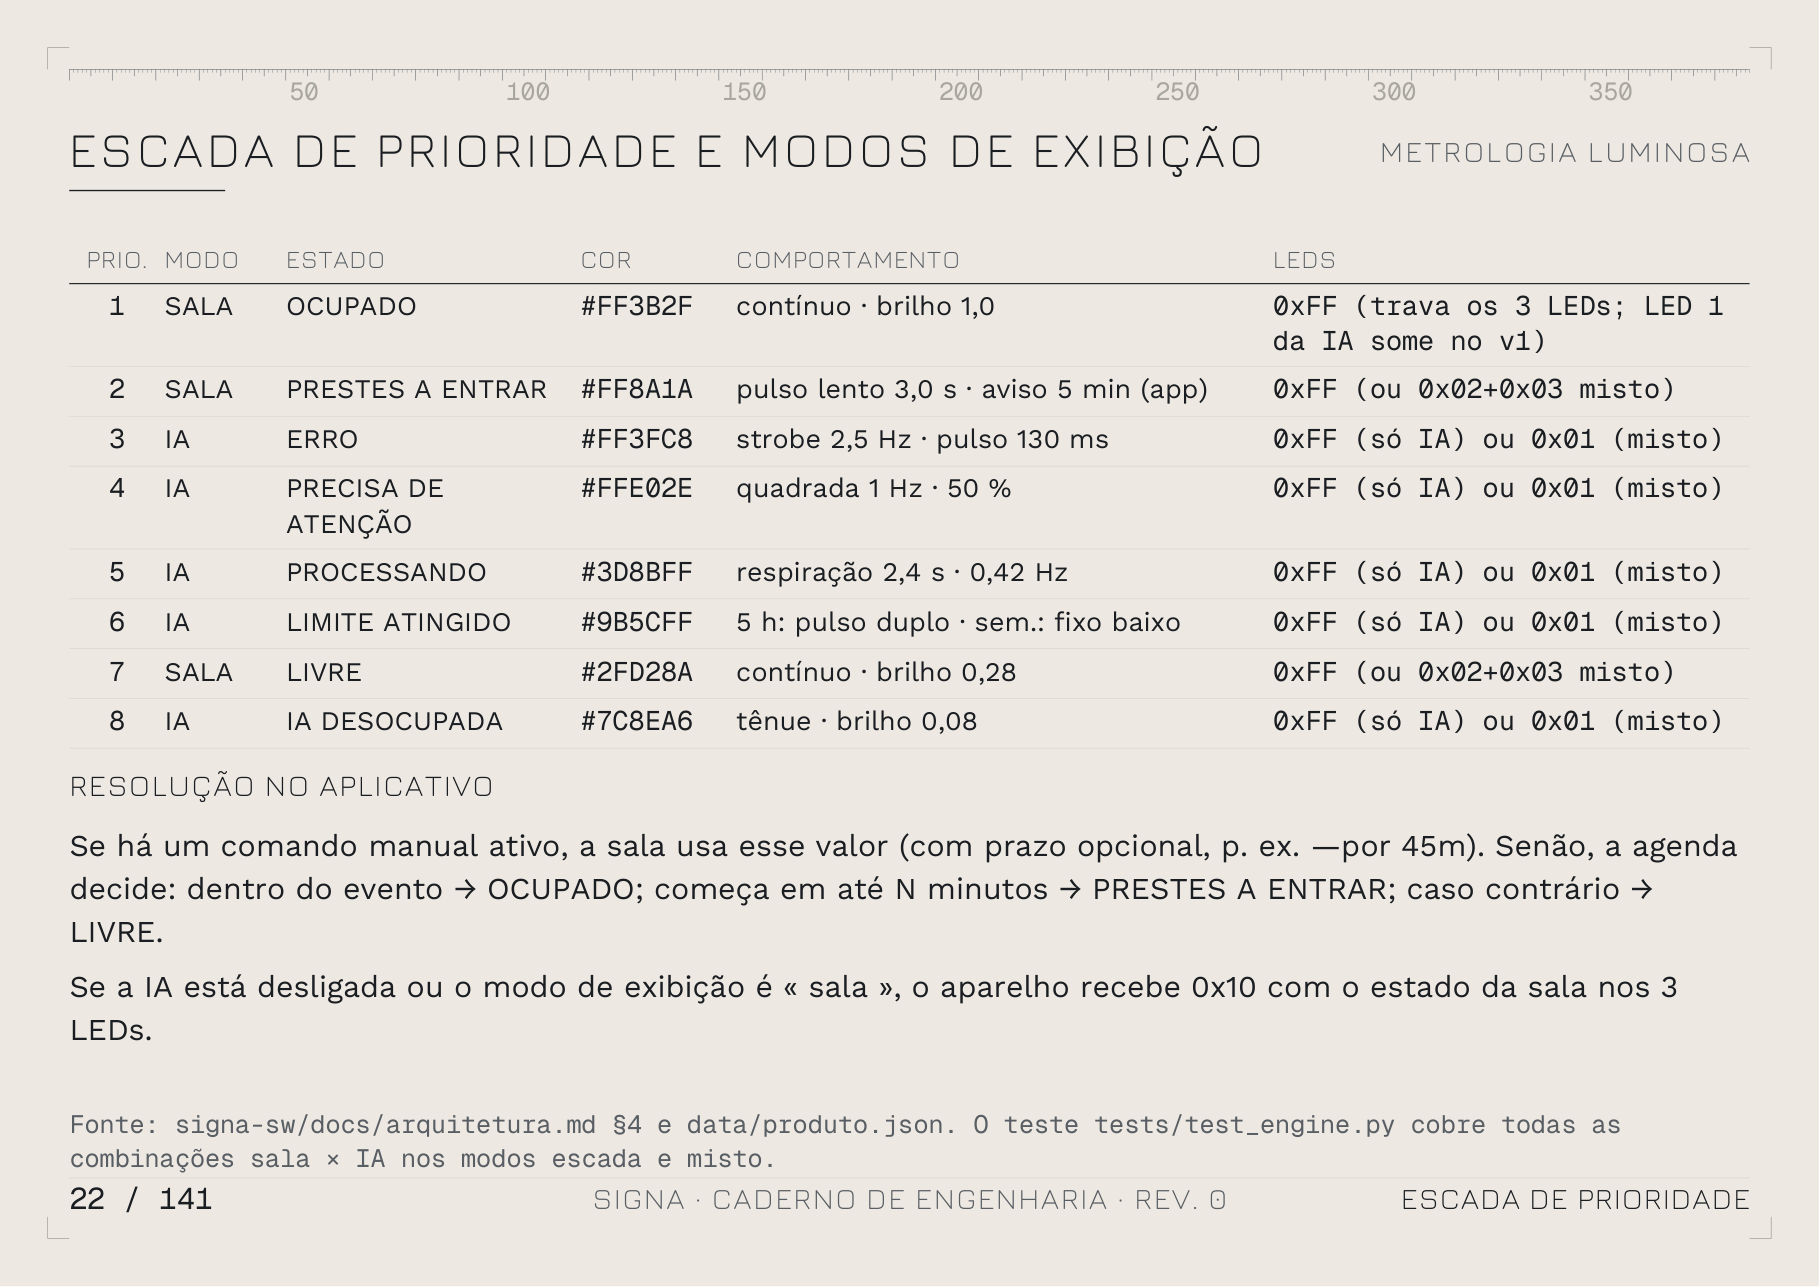 50 100 150 200 250 300 350
ESCADA DE PRIORIDADE E MODOS DE EXIBIÇÃO METROLOGIA LUMINOSA
PRIO. MODO ESTADO COR COMPORTAMENTO LEDS
1 SALA OCUPADO #FF3B2F contínuo · brilho 1,0 0xFF (trava os 3 LEDs; LED 1
da IA some no v1)
2 SALA PRESTES A ENTRAR #FF8A1A pulso lento 3,0 s · aviso 5 min (app) 0xFF (ou 0x02+0x03 misto)
3 IA ERRO #FF3FC8 strobe 2,5 Hz · pulso 130 ms 0xFF (só IA) ou 0x01 (misto)
4 IA PRECISA DE #FFE02E quadrada 1 Hz · 50 % 0xFF (só IA) ou 0x01 (misto)
ATENÇÃO
5 IA PROCESSANDO #3D8BFF respiração 2,4 s · 0,42 Hz 0xFF (só IA) ou 0x01 (misto)
6 IA LIMITE ATINGIDO #9B5CFF 5 h: pulso duplo · sem.: fixo baixo 0xFF (só IA) ou 0x01 (misto)
7 SALA LIVRE #2FD28A contínuo · brilho 0,28 0xFF (ou 0x02+0x03 misto)
8 IA IA DESOCUPADA #7C8EA6 tênue · brilho 0,08 0xFF (só IA) ou 0x01 (misto)
RESOLUÇÃO NO APLICATIVO
Se há um comando manual ativo, a sala usa esse valor (com prazo opcional, p. ex. —por 45m). Senão, a agenda
decide: dentro do evento → OCUPADO; começa em até N minutos → PRESTES A ENTRAR; caso contrário →
LIVRE.
Se a IA está desligada ou o modo de exibição é « sala », o aparelho recebe 0x10 com o estado da sala nos 3
LEDs.
Fonte: signa-sw/docs/arquitetura.md §4 e data/produto.json. O teste tests/test_engine.py cobre todas as
combinações sala × IA nos modos escada e misto.
22 / 141 SIGNA · CADERNO DE ENGENHARIA · REV. 0 ESCADA DE PRIORIDADE